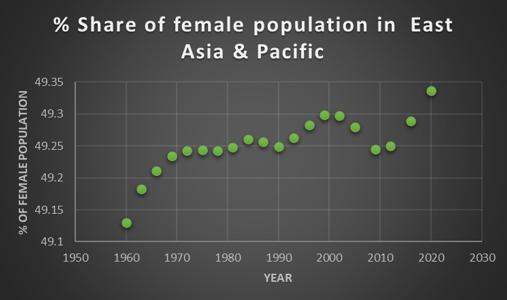 % Share of female population in East
Asia & Pacific
% OF FEMALE POPULATION
49.35
49.3
49.25
49.2
49.15
49.1
1950 1960 1970 1980 1990 2000 2010 2020 2030
YEAR